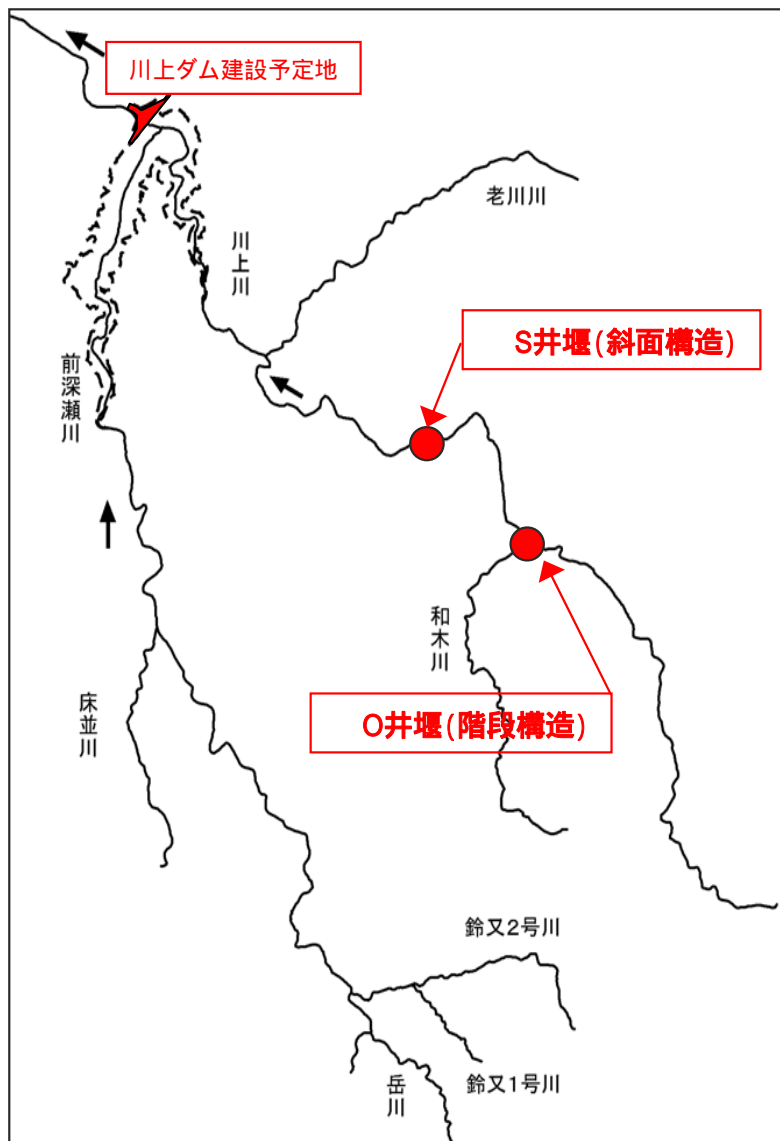 川上ダム建設予定地
老川川
川上川
S井堰(斜面構造)
前深瀬川
和木川
O井堰(階段構造)
床並川
鈴又2号川
鈴又1号川
岳川